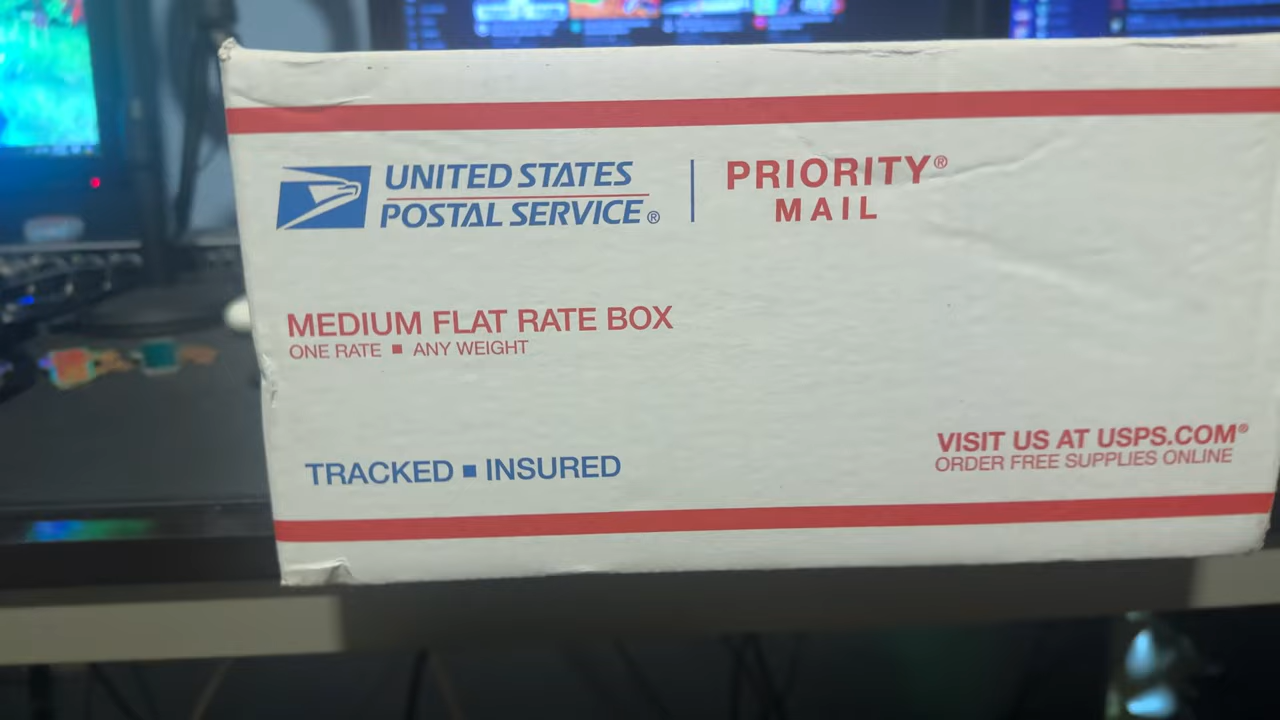 UNITED STATES
POSTAL SERVICE®
PRIORITY®
MAIL
MEDIUM FLAT RATE BOX
ONE RATE ■ ANY WEIGHT
TRACKED ■ INSURED
VISIT US AT USPS.COM®
ORDER FREE SUPPLIES ONLINE